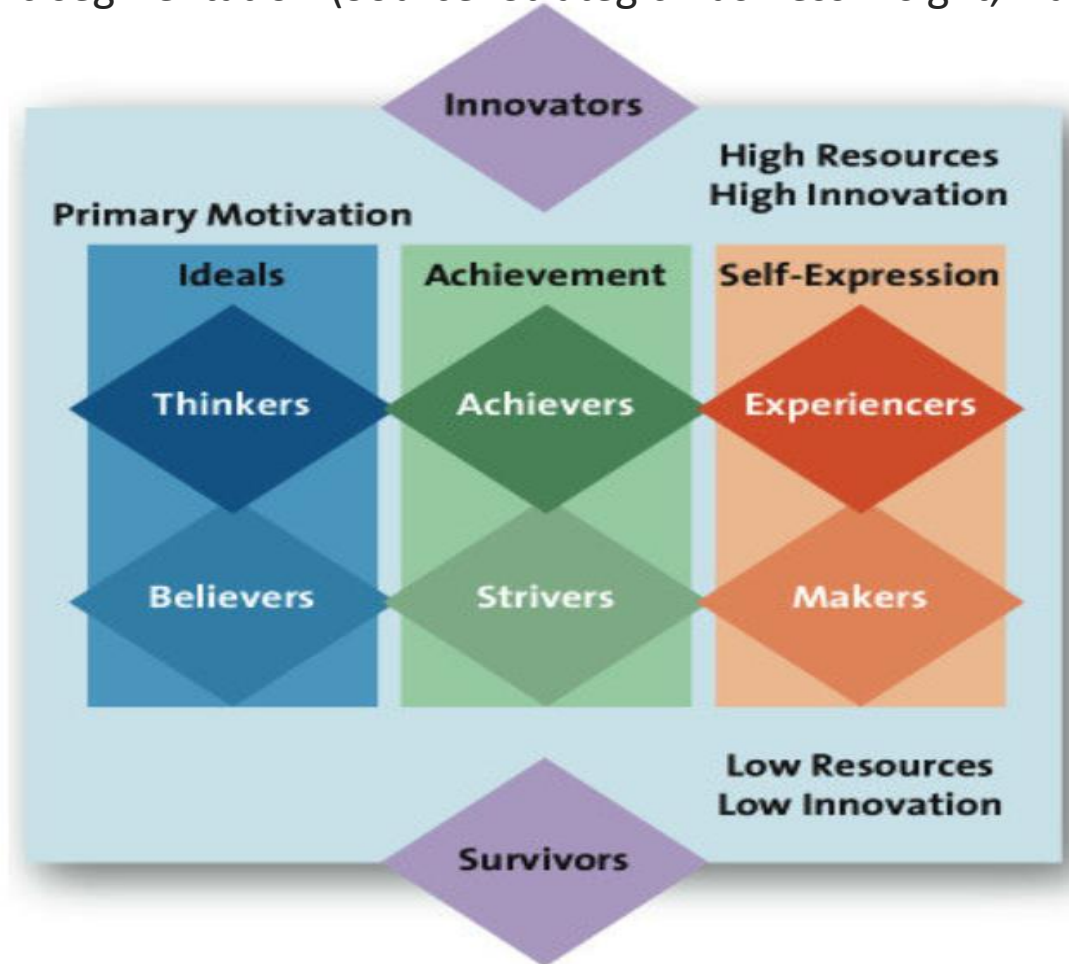 Innovators
High Resources
High Innovation
Primary Motivation
Ideals Achievement Self-Expression
Thinkers Achievers Experiencers
Believers Strivers Makers
Low Resources
Low Innovation
Survivors